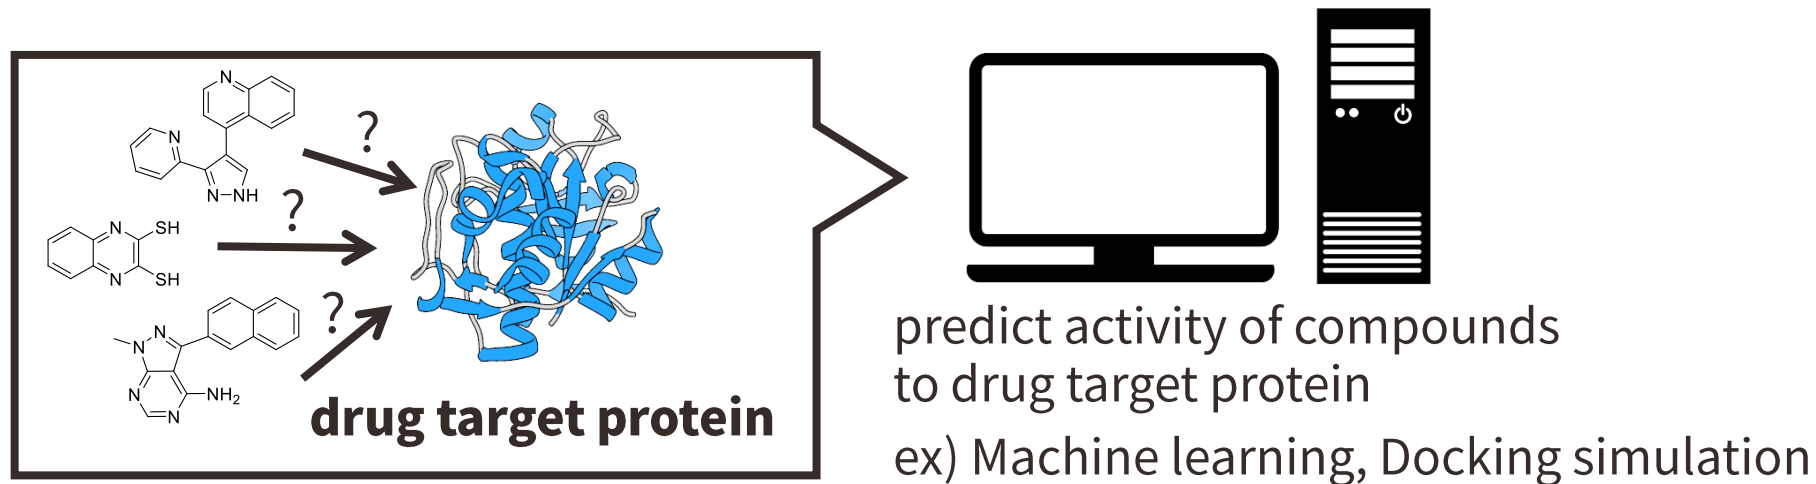 N
N
N
NH
?
N
SH
N
SH
?
N
N
N
N
NH₂
?
drug target protein
predict activity of compounds
to drug target protein
ex) Machine learning, Docking simulation